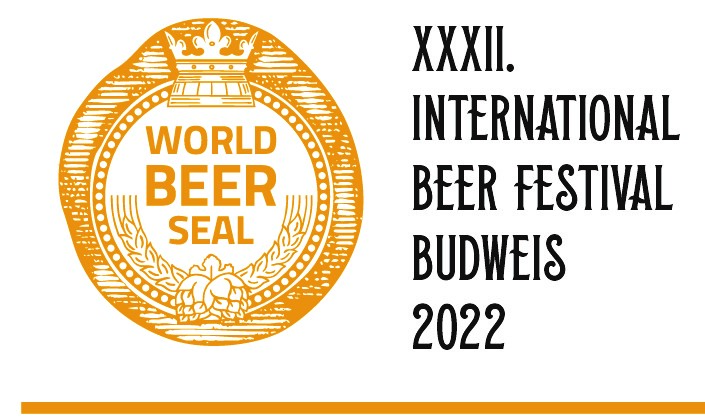 WORLD
BEER
SEAL
XXXII.
INTERNATIONAL
BEER FESTIVAL
BUDWEIS
2022